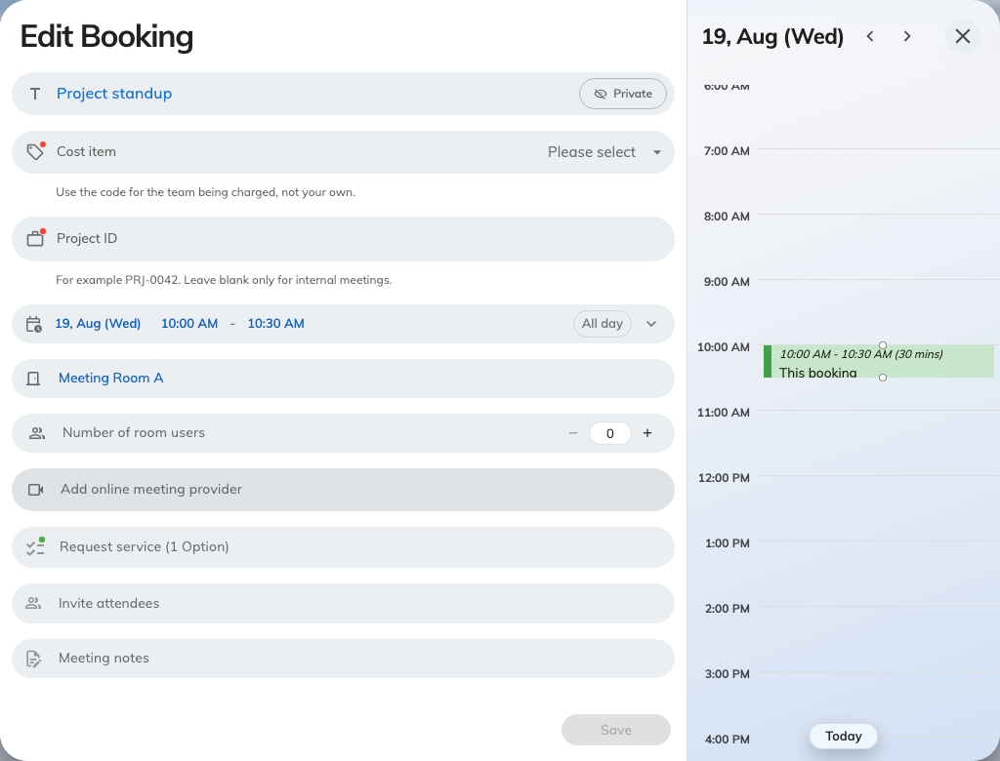 Edit Booking
Project standup
Private
Cost item
Please select
Use the code for the team being charged, not your own.
Project ID
For example PRJ-0042. Leave blank only for internal meetings.
19, Aug (Wed) 10:00 AM - 10:30 AM
All day
Meeting Room A
Number of room users
− 0 +
Add online meeting provider
Request service (1 Option)
Invite attendees
Meeting notes
Save
19, Aug (Wed)
6:00 AM
7:00 AM
8:00 AM
9:00 AM
10:00 AM
10:00 AM - 10:30 AM (30 mins)
This booking
11:00 AM
12:00 PM
1:00 PM
2:00 PM
3:00 PM
4:00 PM
Today